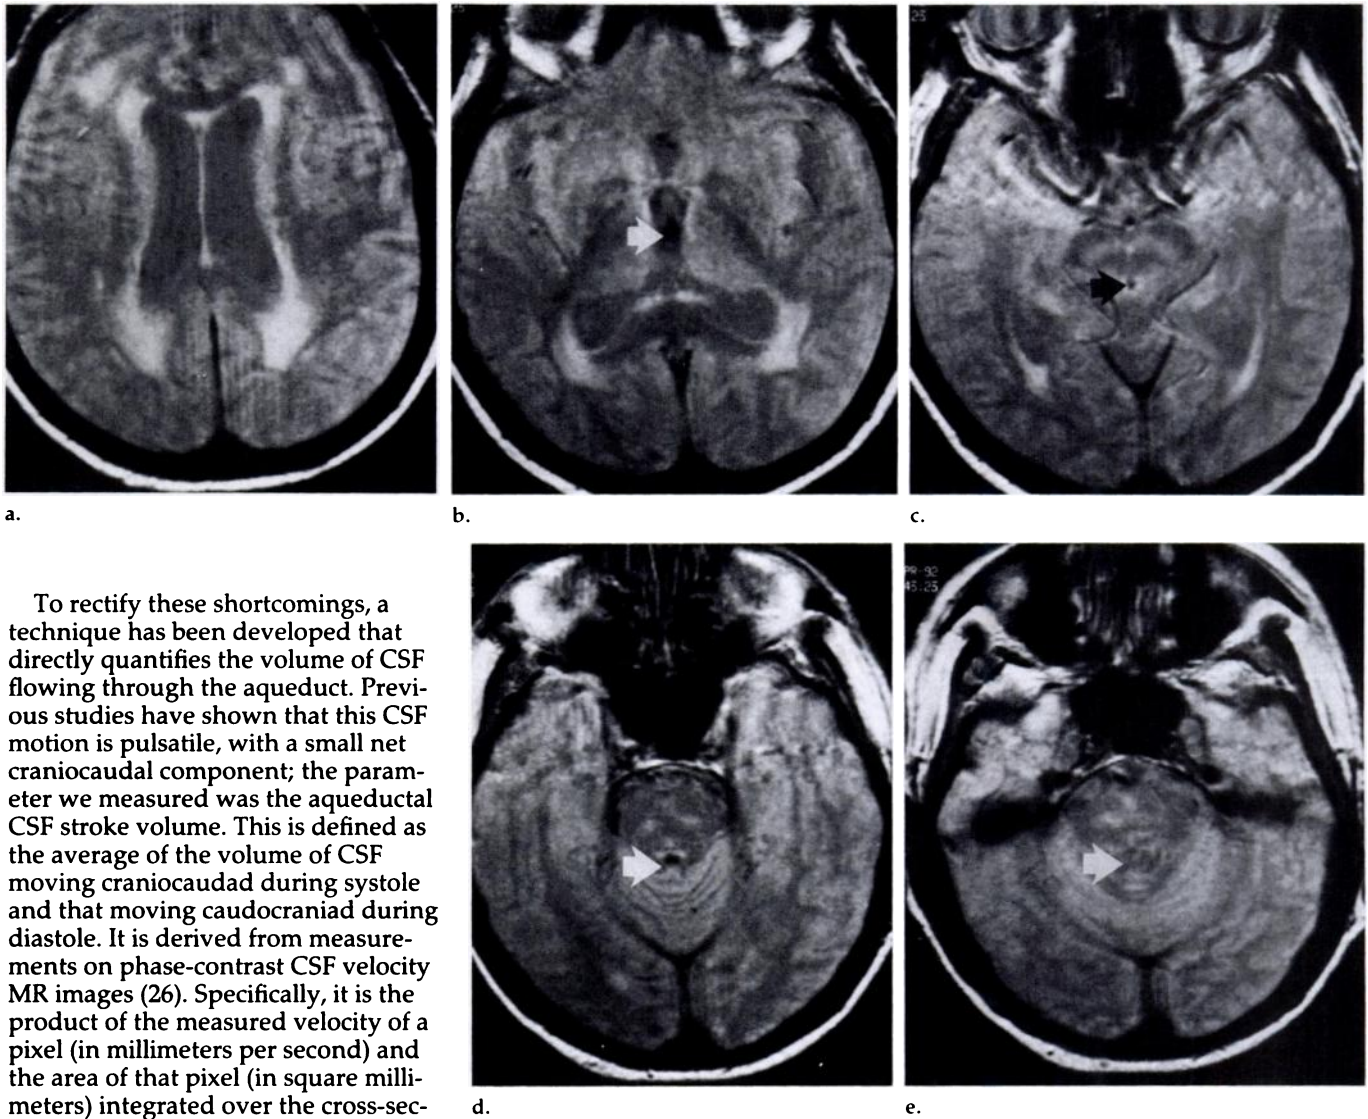 23
a.
b.
c.
To rectify these shortcomings, a
technique has been developed that
directly quantifies the volume of CSF
flowing through the aqueduct. Previ-
ous studies have shown that this CSF
motion is pulsatile, with a small net
craniocaudal component; the param-
eter we measured was the aqueductal
CSF stroke volume. This is defined as
the average of the volume of CSF
moving craniocaudad during systole
and that moving caudocraniad during
diastole. It is derived from measure-
ments on phase-contrast CSF velocity
MR images (26). Specifically, it is the
product of the measured velocity of a
pixel (in millimeters per second) and
the area of that pixel (in square milli-
meters) integrated over the cross-sec-
PR-92
43:23
d.
e.